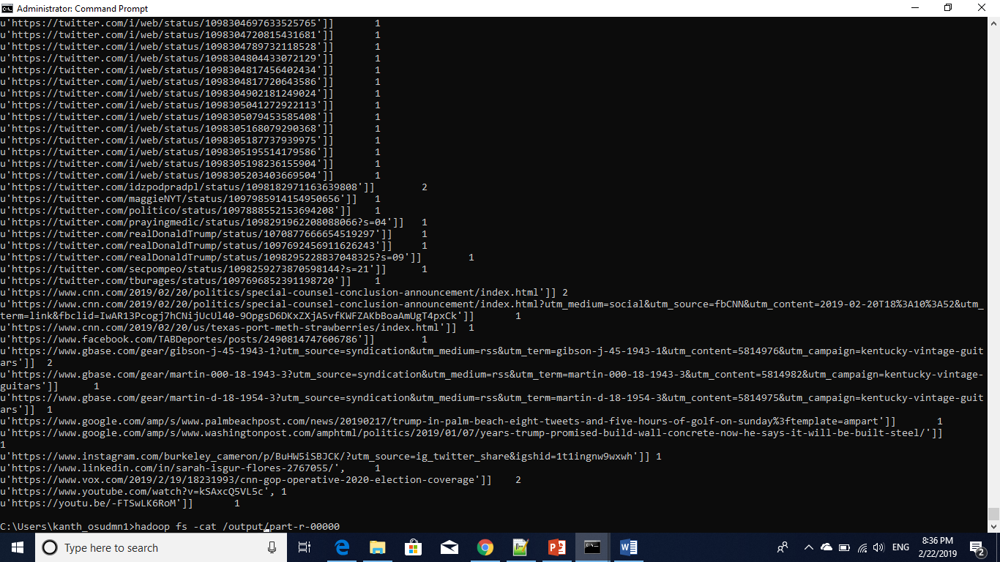 Administrator: Command Prompt
u'https://twitter.com/i/web/status/1098304697633525765']] 1
u'https://twitter.com/i/web/status/1098304720815431681']] 1
u'https://twitter.com/i/web/status/1098304789732118528']] 1
u'https://twitter.com/i/web/status/1098304804433072129']] 1
u'https://twitter.com/i/web/status/1098304817456402434']] 1
u'https://twitter.com/i/web/status/1098304817720643586']] 1
u'https://twitter.com/i/web/status/1098304902181249024']] 1
u'https://twitter.com/i/web/status/1098305041272922113']] 1
u'https://twitter.com/i/web/status/1098305079453585408']] 1
u'https://twitter.com/i/web/status/1098305168079290368']] 1
u'https://twitter.com/i/web/status/1098305187737939975']] 1
u'https://twitter.com/i/web/status/1098305195514179586']] 1
u'https://twitter.com/i/web/status/1098305198236155904']] 1
u'https://twitter.com/i/web/status/1098305203403669504']] 1
u'https://twitter.com/idzpodpradpl/status/1098182971163639808']] 2
u'https://twitter.com/maggieNYT/status/1097985914154950656']] 1
u'https://twitter.com/politico/status/1097888552153694208']] 1
u'https://twitter.com/prayingmedic/status/1098291962208088066?s=04']] 1
u'https://twitter.com/realDonaldTrump/status/1070877666654519297']] 1
u'https://twitter.com/realDonaldTrump/status/1097692456911626243']] 1
u'https://twitter.com/realDonaldTrump/status/1098295228837048325?s=09']] 1
u'https://twitter.com/secpompeo/status/1098259273870598144?s=21']] 1
u'https://twitter.com/tburages/status/1097696852391198720']] 1
u'https://www.cnn.com/2019/02/20/politics/special-counsel-conclusion-announcement/index.html']] 2
u'https://www.cnn.com/2019/02/20/politics/special-counsel-conclusion-announcement/index.html?utm_medium=social&utm_source=fbCNN&utm_content=2019-02-20T18%3A10%3A52&utm_
term=link&fbclid=IwAR13Pcogj7hCNijUcUl40-9OpgsD6DKxZXjA5vfKWFZAKbBoaAmUgT4pxCk']] 1
u'https://www.cnn.com/2019/02/20/us/texas-port-meth-strawberries/index.html']] 1
u'https://www.facebook.com/TABDeportes/posts/2490814747606786']] 1
u'https://www.gbase.com/gear/gibson-j-45-1943-1?utm_source=syndication&utm_medium=rss&utm_term=gibson-j-45-1943-1&utm_content=5814976&utm_campaign=kentucky-vintage-guit
ars']] 2
u'https://www.gbase.com/gear/martin-000-18-1943-3?utm_source=syndication&utm_medium=rss&utm_term=martin-000-18-1943-3&utm_content=5814982&utm_campaign=kentucky-vintage-
guitars']] 1
u'https://www.gbase.com/gear/martin-d-18-1954-3?utm_source=syndication&utm_medium=rss&utm_term=martin-d-18-1954-3&utm_content=5814975&utm_campaign=kentucky-vintage-guit
ars']] 1
u'https://www.google.com/amp/s/www.palmbeachpost.com/news/20190217/trump-in-palm-beach-eight-tweets-and-five-hours-of-golf-on-sunday%3ftemplate=ampart']] 1
u'https://www.google.com/amp/s/www.washingtonpost.com/amphtml/politics/2019/01/07/years-trump-promised-build-wall-concrete-now-he-says-it-will-be-built-steel/']]
1
u'https://www.instagram.com/burkeley_cameron/p/BuHW5iSBJCK/?utm_source=ig_twitter_share&igshid=1t1ingnw9wxwh']] 1
u'https://www.linkedin.com/in/sarah-isgur-flores-2767055/', 1
u'https://www.vox.com/2019/2/19/18231993/cnn-gop-operative-2020-election-coverage']] 2
u'https://www.youtube.com/watch?v=kSAxcQ5VL5c', 1
u'https://youtu.be/-FTSwLK6RoM']] 1
C:\Users\kanth_osudmn1>hadoop fs -cat /output/part-r-00000
Type here to search
ENG
8:36 PM
2/22/2019
2